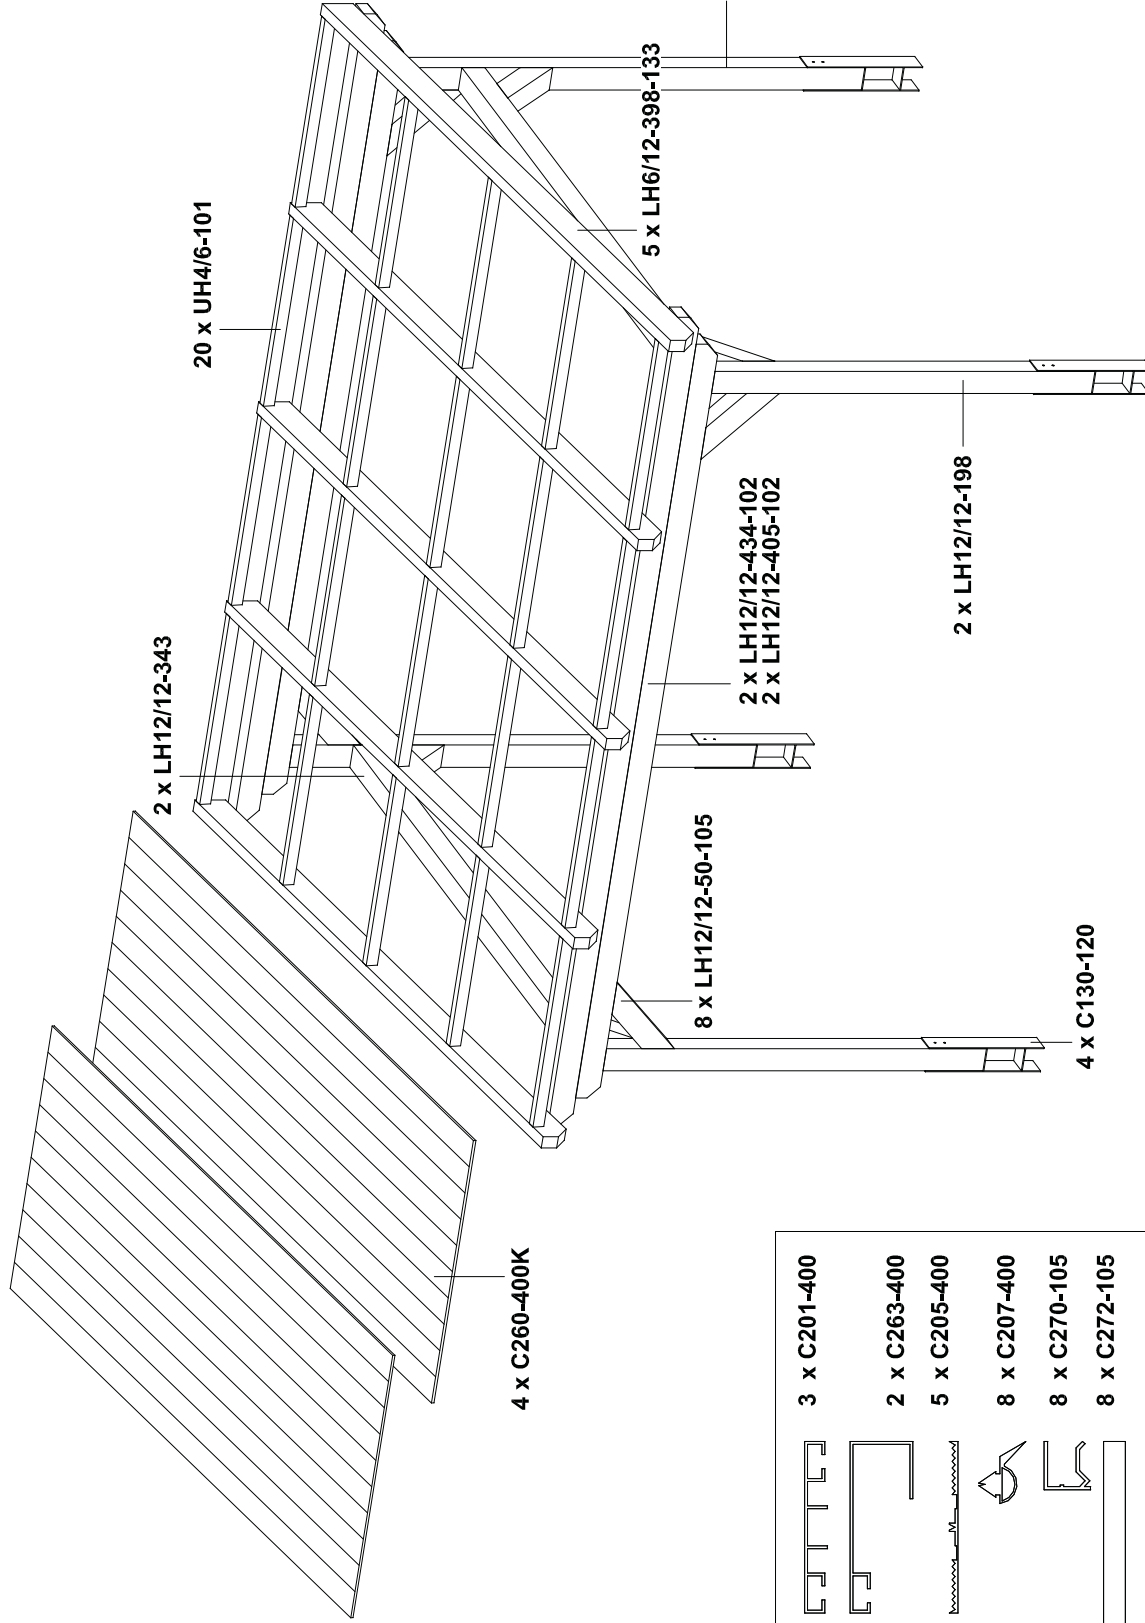 20 x UH4/6-101
2 x LH12/12-343
5 x LH6/12-398-133
2 x LH12/12-434-102
2 x LH12/12-405-102
2 x LH12/12-198
8 x LH12/12-50-105
4 x C130-120
4 x C260-400K
3 x C201-400
2 x C263-400
5 x C205-400
8 x C207-400
8 x C270-105
8 x C272-105